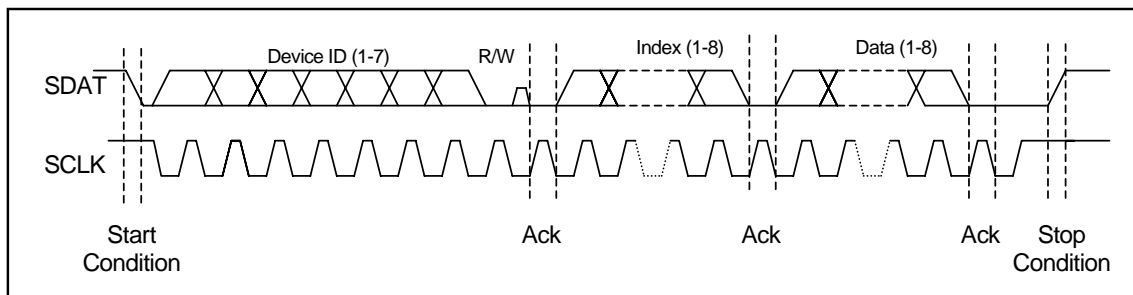 Device ID (1-7)
R/W
Index (1-8)
Data (1-8)
SDAT
SCLK
Start
Condition
Ack
Ack
Ack
Stop
Condition